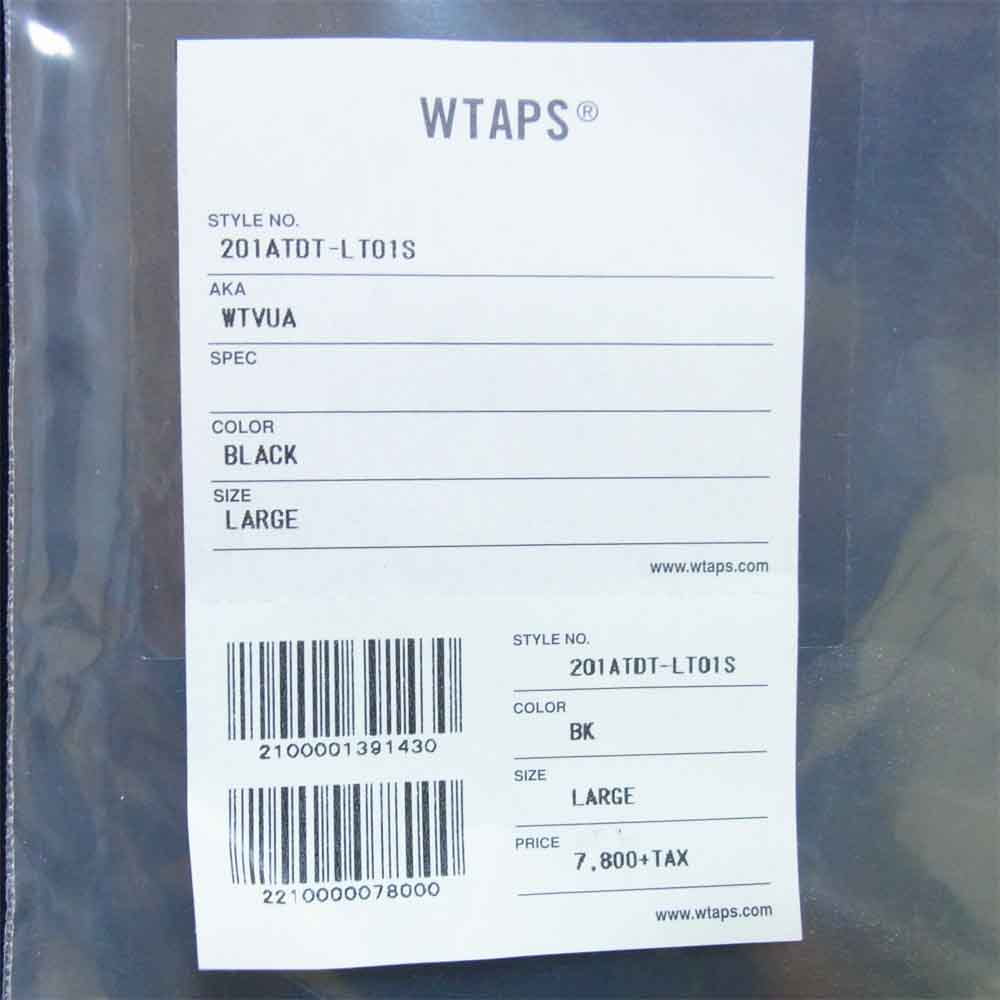 WTAPS®
STYLE NO.
201ATDT-LT01S
AKA
WTVUA
SPEC
COLOR
BLACK
SIZE
LARGE
www.wtaps.com
2100001391430
2210000078000
STYLE NO.
201ATDT-LT01S
COLOR
BK
SIZE
LARGE
PRICE
7,800+TAX
www.wtaps.com